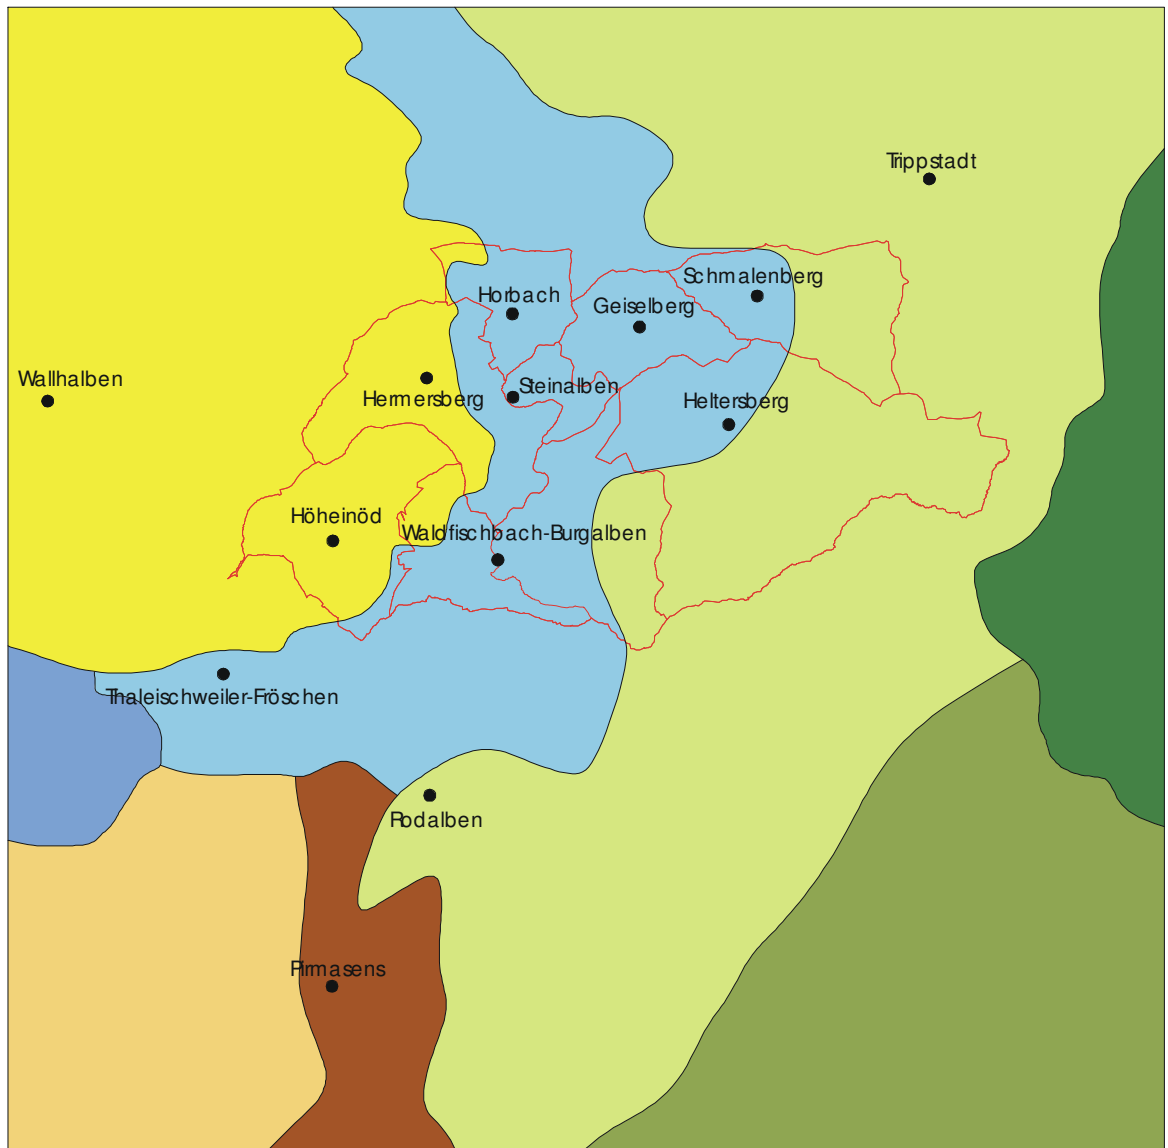 Trippstadt
Schmalenberg
Horbach
Geiselberg
Wallhalben
Steinalben
Hermersberg
Heltersberg
Höheinöd
Waldfischbach-Burgalben
Thaleischweiler-Fröschen
Rodalben
Pirmasens